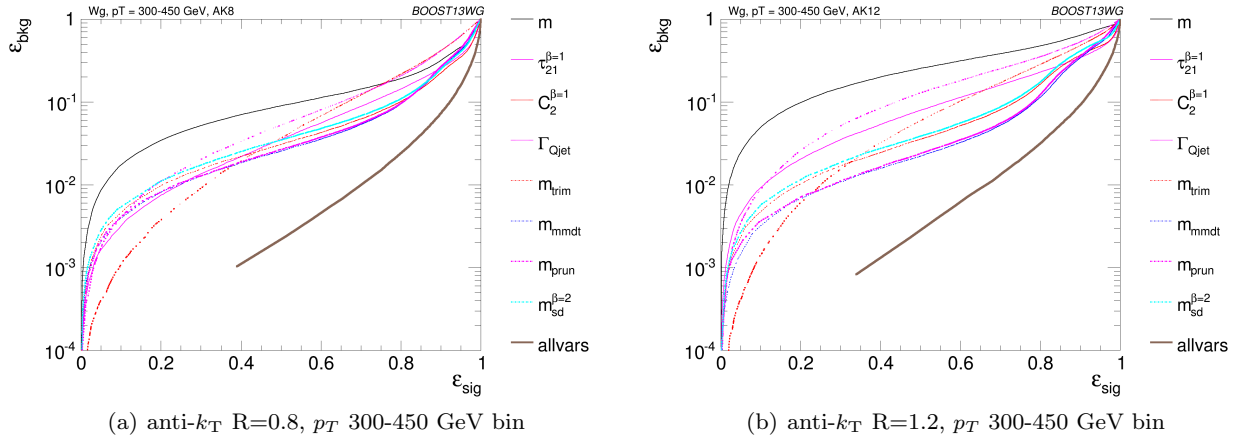 Wg, pT = 300-450 GeV, AK8 BOOST13WG
ε_bkg
1
10^-1
10^-2
10^-3
10^-4
0 0.2 0.4 0.6 0.8 1
ε_sig
m
τ_21^β=1
C_2^β=1
Γ_Qjet
m_trim
m_mmdt
m_prun
m_sd^β=2
allvars
(a) anti-k_T R=0.8, p_T 300-450 GeV bin
Wg, pT = 300-450 GeV, AK12 BOOST13WG
ε_bkg
1
10^-1
10^-2
10^-3
10^-4
0 0.2 0.4 0.6 0.8 1
ε_sig
m
τ_21^β=1
C_2^β=1
Γ_Qjet
m_trim
m_mmdt
m_prun
m_sd^β=2
allvars
(b) anti-k_T R=1.2, p_T 300-450 GeV bin